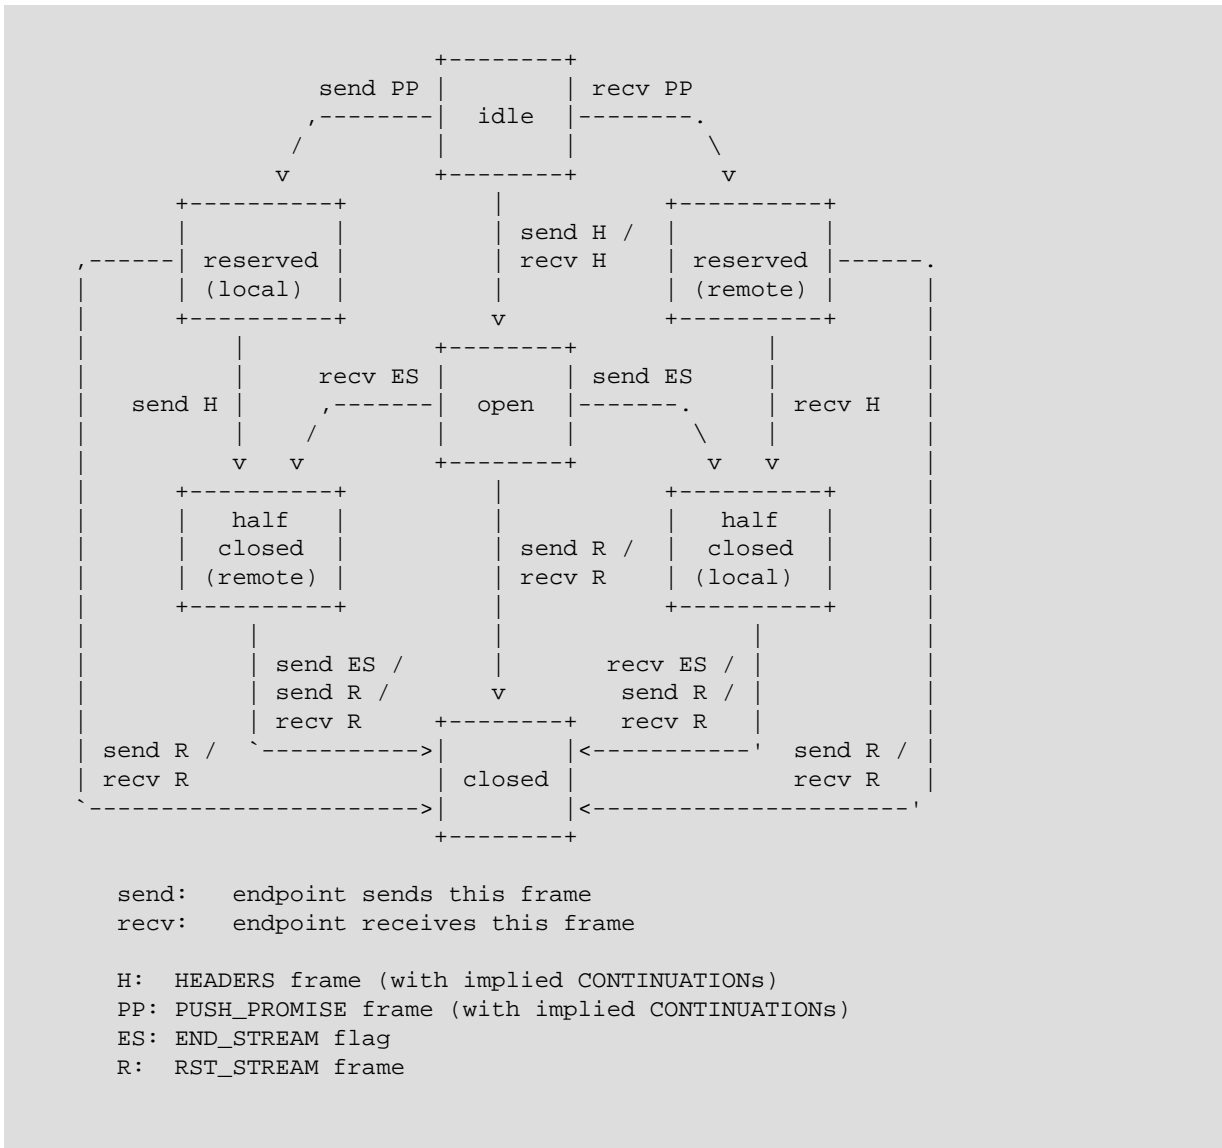 +--------+
                      send PP |        | recv PP
                     ,--------|  idle  |--------.
                    /         |        |         \
                   v          +--------+          v
            +----------+          |           +----------+
            |          |          | send H /  |          |
     ,------| reserved |          | recv H    | reserved |------.
     |      | (local)  |          |           | (remote) |      |
     |      +----------+          v           +----------+      |
     |          |             +--------+             |          |
     |          |     recv ES |        | send ES     |          |
     |   send H |     ,-------|  open  |-------.     | recv H   |
     |          |    /        |        |        \    |          |
     |          v   v         +--------+         v   v          |
     |      +----------+          |           +----------+      |
     |      |   half   |          |           |   half   |      |
     |      |  closed  |          | send R /  |  closed  |      |
     |      | (remote) |          | recv R    | (local)  |      |
     |      +----------+          |           +----------+      |
     |           |                |                 |           |
     |           | send ES /      |       recv ES / |           |
     |           | send R /       v        send R / |           |
     |           | recv R     +--------+   recv R   |           |
     | send R /  `----------->|        |<-----------'  send R / |
     | recv R                 | closed |               recv R   |
     `----------------------->|        |<----------------------'
                              +--------+
send:   endpoint sends this frame
recv:   endpoint receives this frame
H:  HEADERS frame (with implied CONTINUATIONs)
PP: PUSH_PROMISE frame (with implied CONTINUATIONs)
ES: END_STREAM flag
R:  RST_STREAM frame